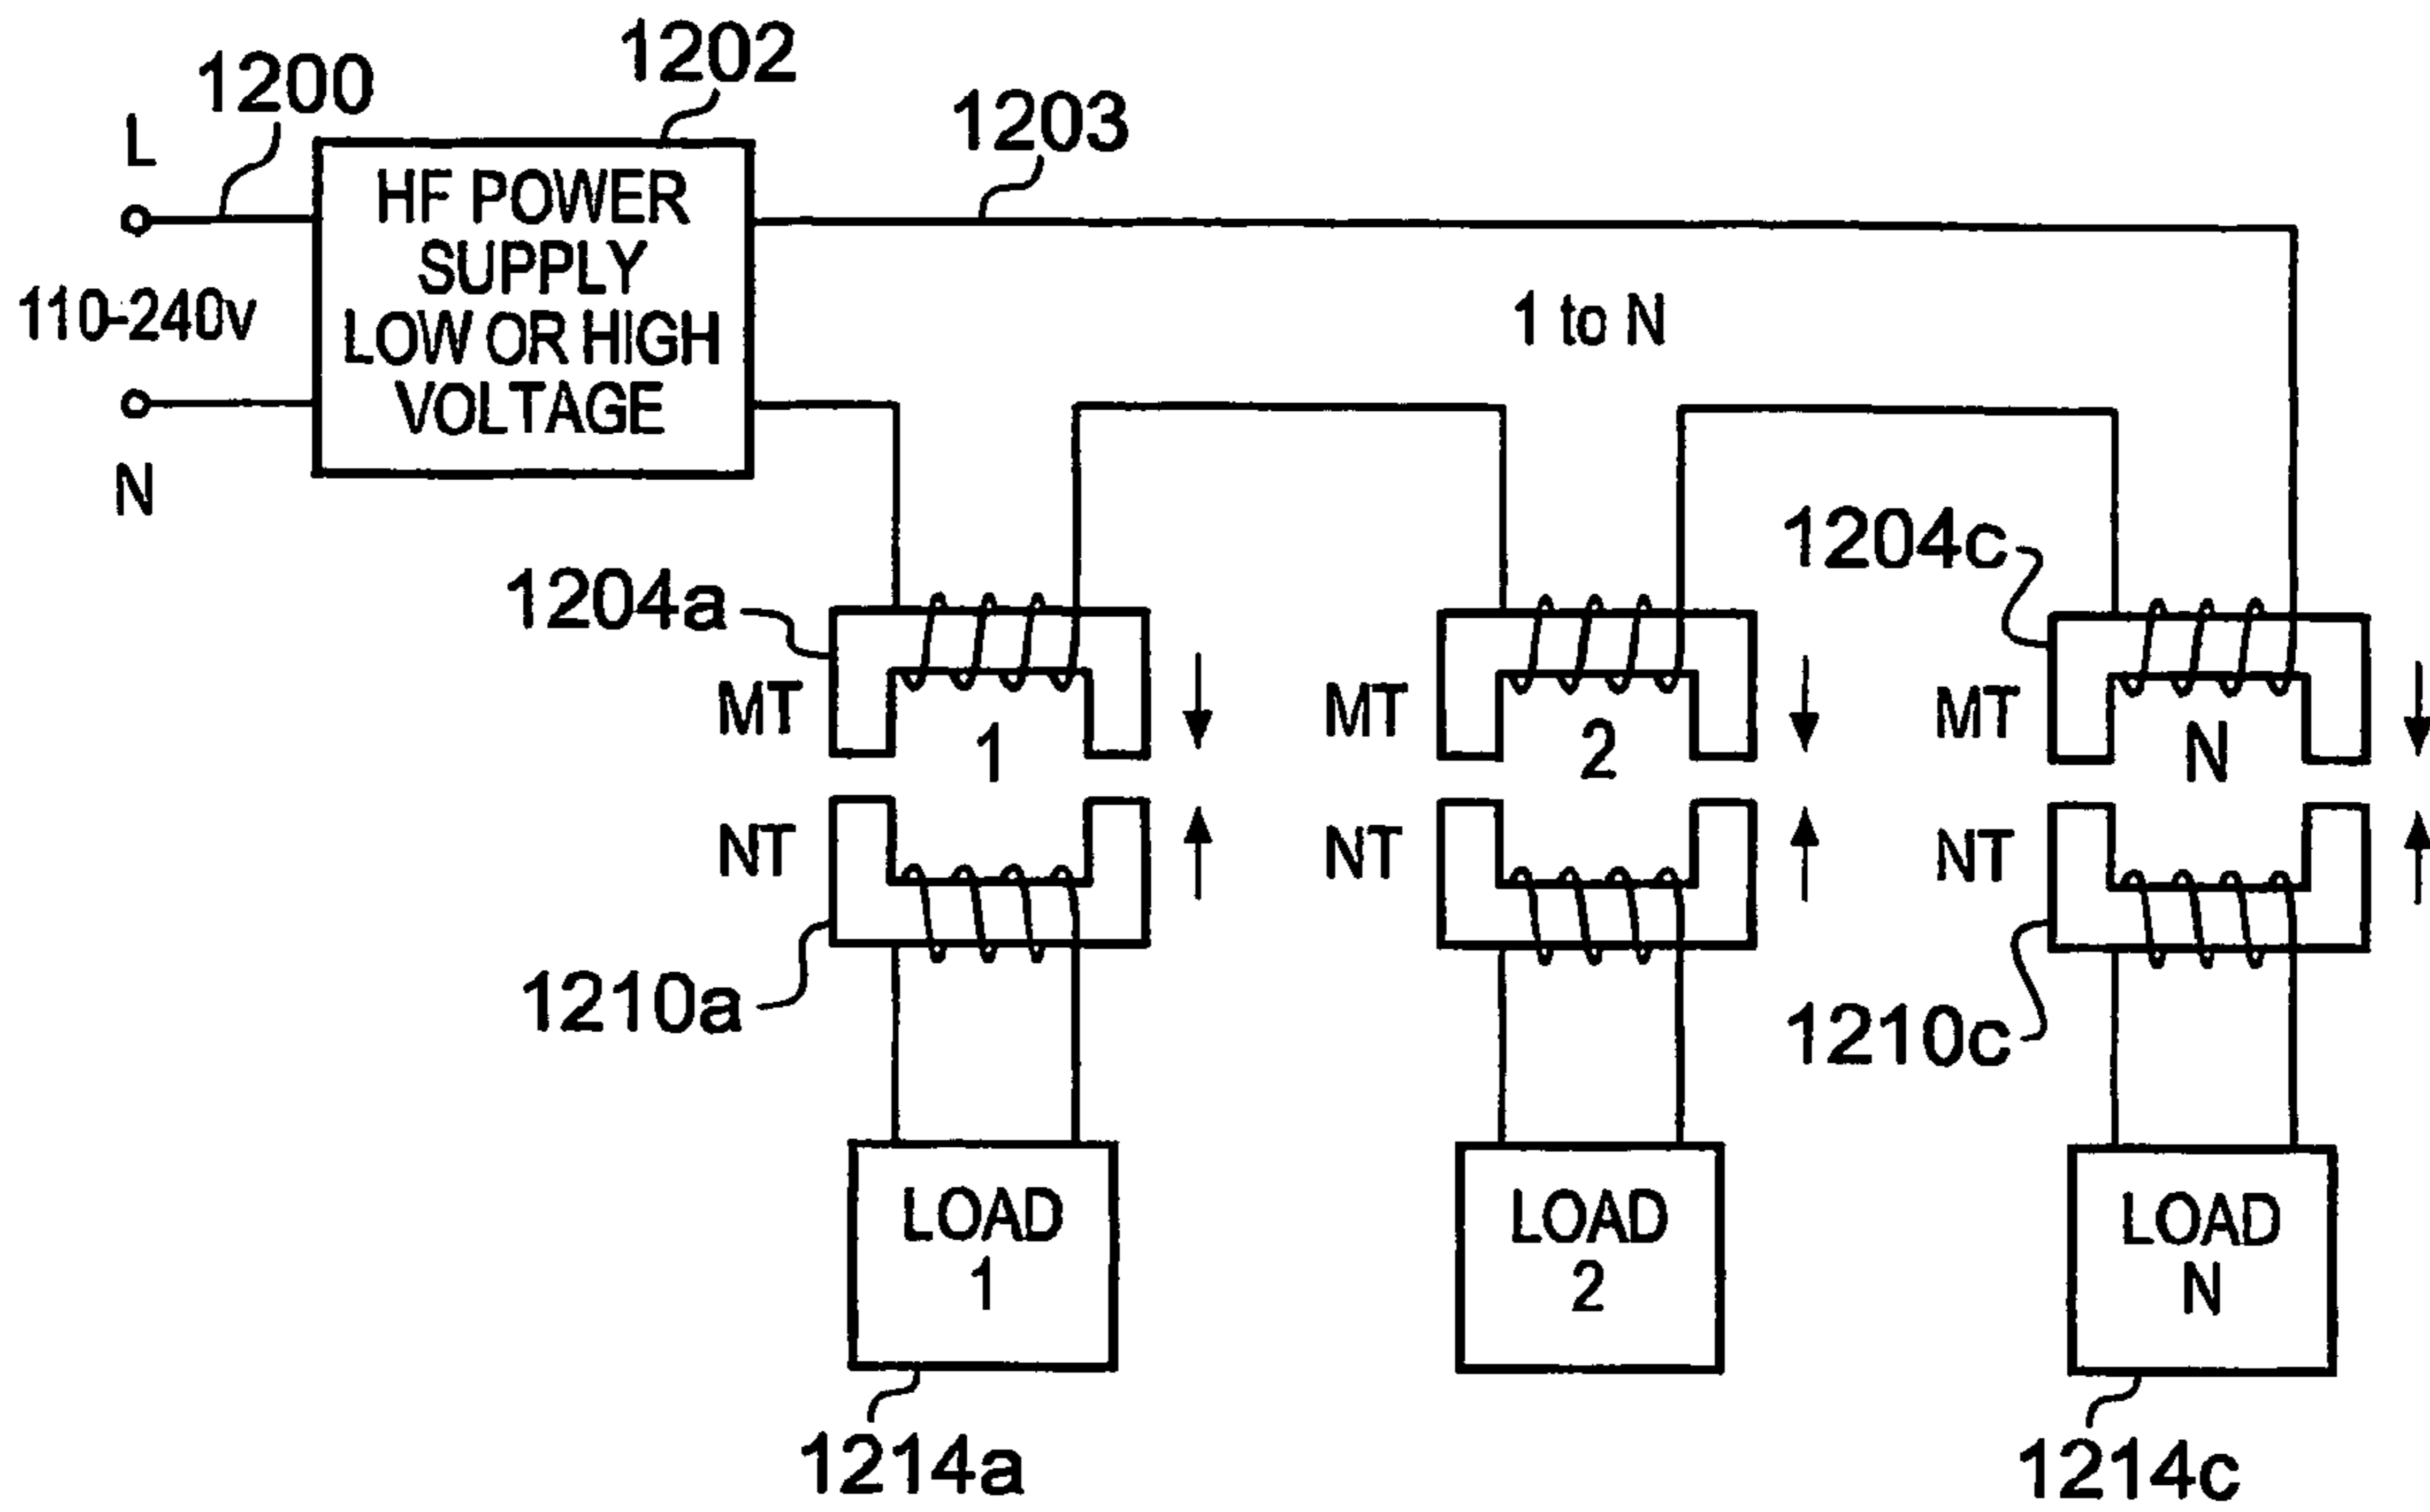 1200
1202
1203
L
HF POWER
SUPPLY
LOW OR HIGH
VOLTAGE
110-240v
1 to N
N
1204a
1204c
MT
1
MT
2
MT
N
NT
NT
NT
1210a
1210c
LOAD
1
LOAD
2
LOAD
N
1214a
1214c